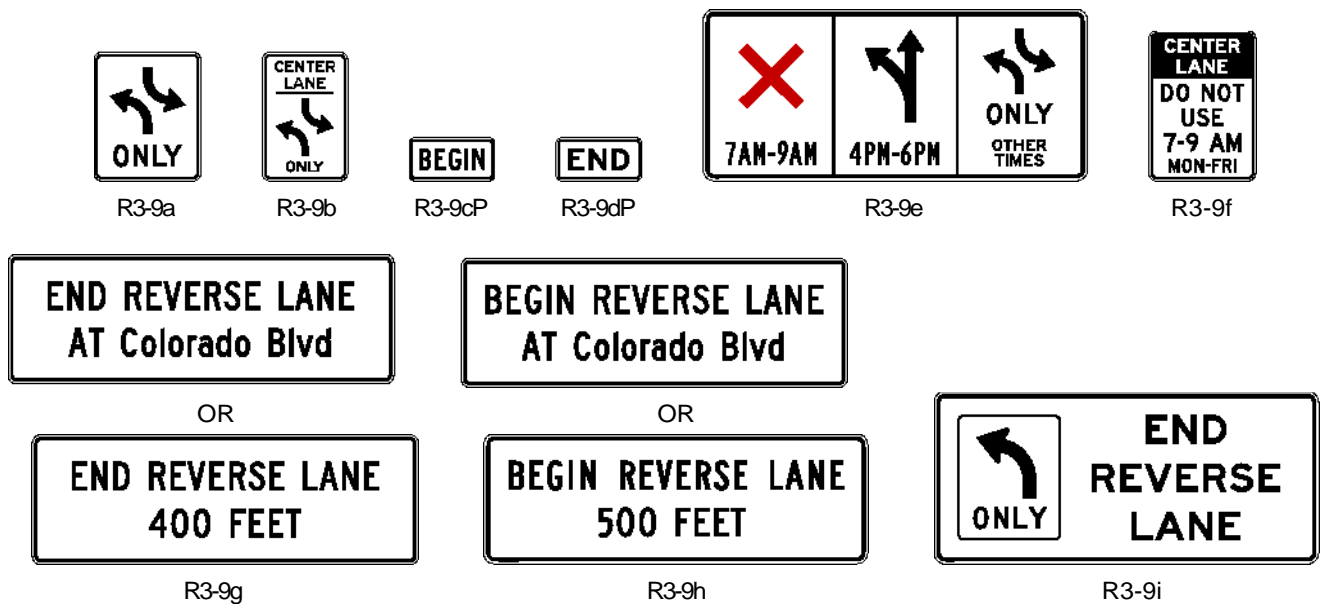 ONLY
R3-9a
CENTER
LANE
ONLY
R3-9b
BEGIN
R3-9cP
END
R3-9dP
7AM-9AM
4PM-6PM
ONLY
OTHER
TIMES
R3-9e
CENTER
LANE
DO NOT
USE
7-9 AM
MON-FRI
R3-9f
END REVERSE LANE
AT Colorado Blvd
OR
END REVERSE LANE
400 FEET
R3-9g
BEGIN REVERSE LANE
AT Colorado Blvd
OR
BEGIN REVERSE LANE
500 FEET
R3-9h
ONLY
END
REVERSE
LANE
R3-9i